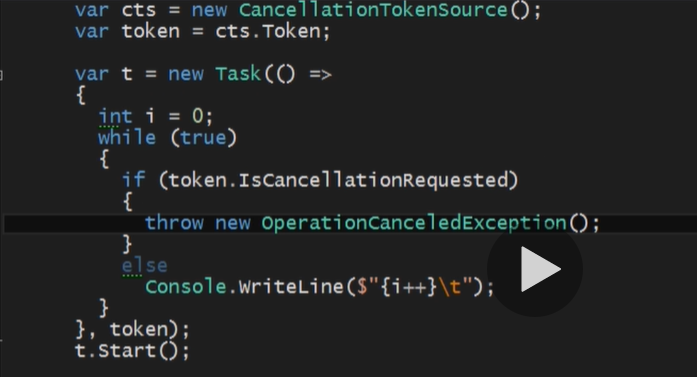 var cts = new CancellationTokenSource();
var token = cts.Token;
var t = new Task(() =>
{
int i = 0;
while (true)
{
if (token.IsCancellationRequested)
{
throw new OperationCanceledException();
}
else
Console.WriteLine($"{i++}\t");
}
}, token);
t.Start();